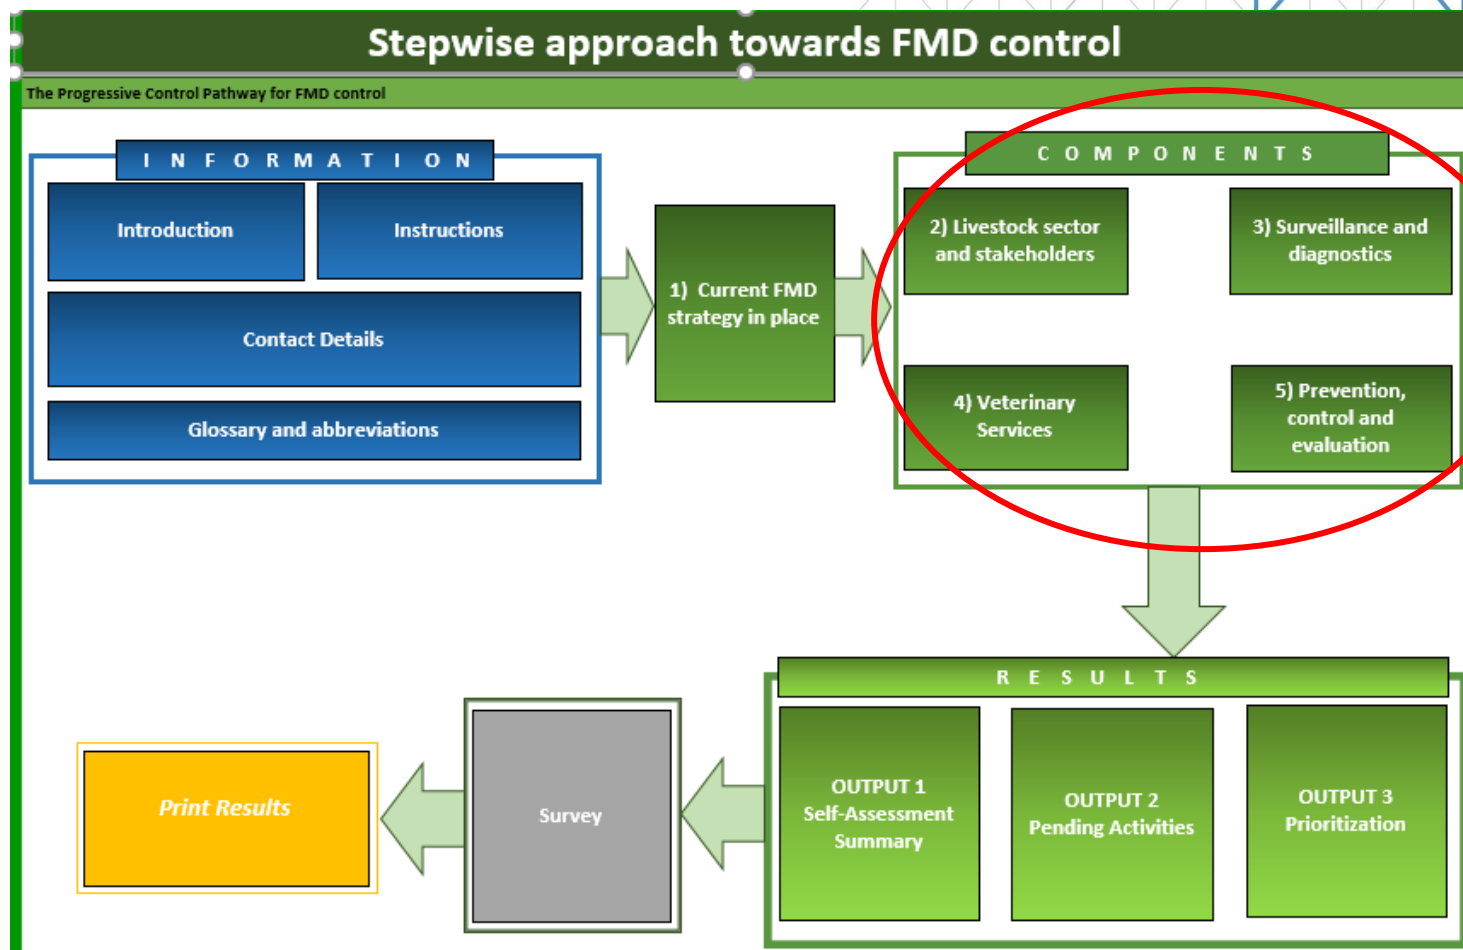 Stepwise approach towards FMD control
The Progressive Control Pathway for FMD control
INFORMATION
Introduction
Instructions
Contact Details
Glossary and abbreviations
1) Current FMD
strategy in place
COMPONENTS
2) Livestock sector
and stakeholders
3) Surveillance and
diagnostics
4) Veterinary
Services
5) Prevention,
control and
evaluation
RESULTS
OUTPUT 1
Self-Assessment
Summary
OUTPUT 2
Pending Activities
OUTPUT 3
Prioritization
Survey
Print Results